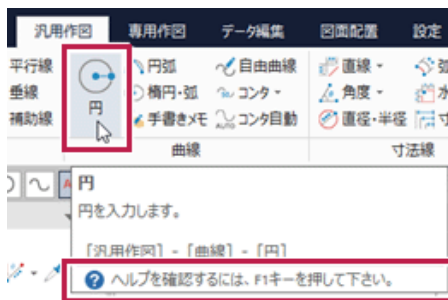 汎用作図 専用作図 データ編集 図面配置 設定
平行線 円弧 自由曲線 直線
垂線 円 楕円・弧 コンタ 角度
補助線 手書きメモ コンタ自動 直径・半径
曲線 寸法線
円
円を入力します。
[汎用作図] - [曲線] - [円]
ヘルプを確認するには、F1キーを押して下さい。